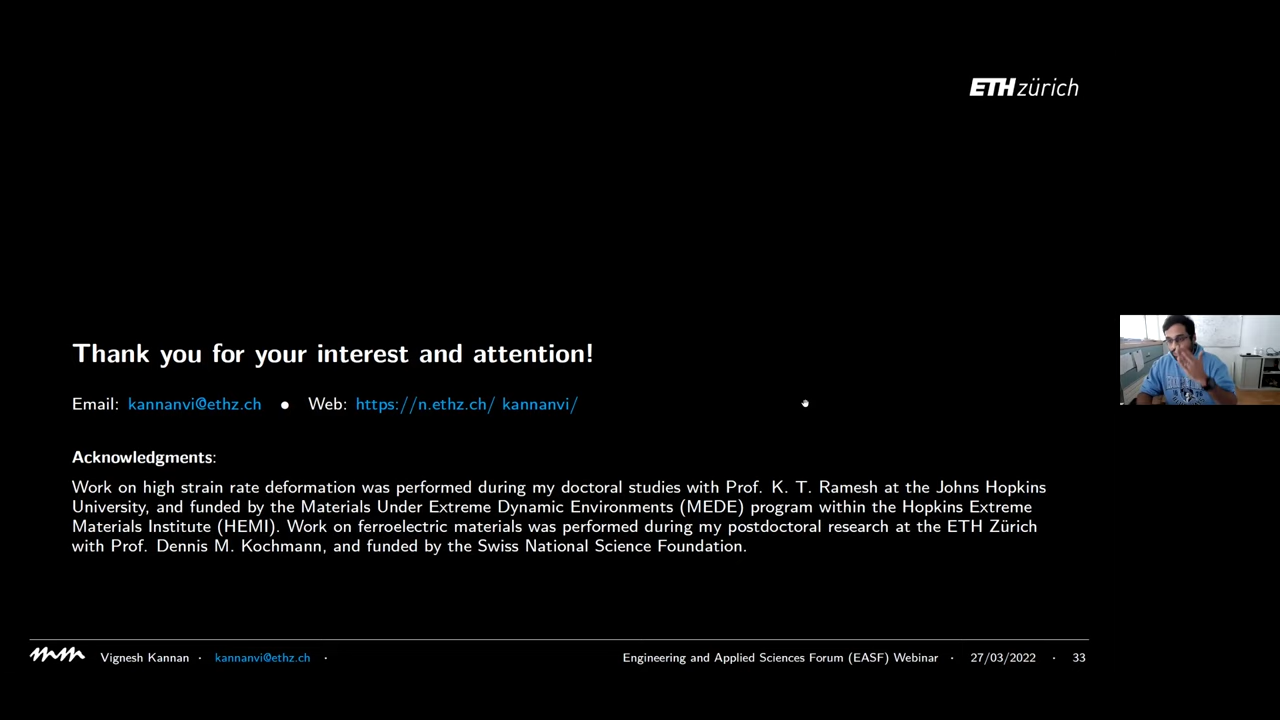 ETH zürich
Thank you for your interest and attention!
Email: kannanvi@ethz.ch • Web: https://n.ethz.ch/ kannanvi/
Acknowledgments:
Work on high strain rate deformation was performed during my doctoral studies with Prof. K. T. Ramesh at the Johns Hopkins
University, and funded by the Materials Under Extreme Dynamic Environments (MEDE) program within the Hopkins Extreme
Materials Institute (HEMI). Work on ferroelectric materials was performed during my postdoctoral research at the ETH Zürich
with Prof. Dennis M. Kochmann, and funded by the Swiss National Science Foundation.
Vignesh Kannan · kannanvi@ethz.ch · Engineering and Applied Sciences Forum (EASF) Webinar · 27/03/2022 · 33